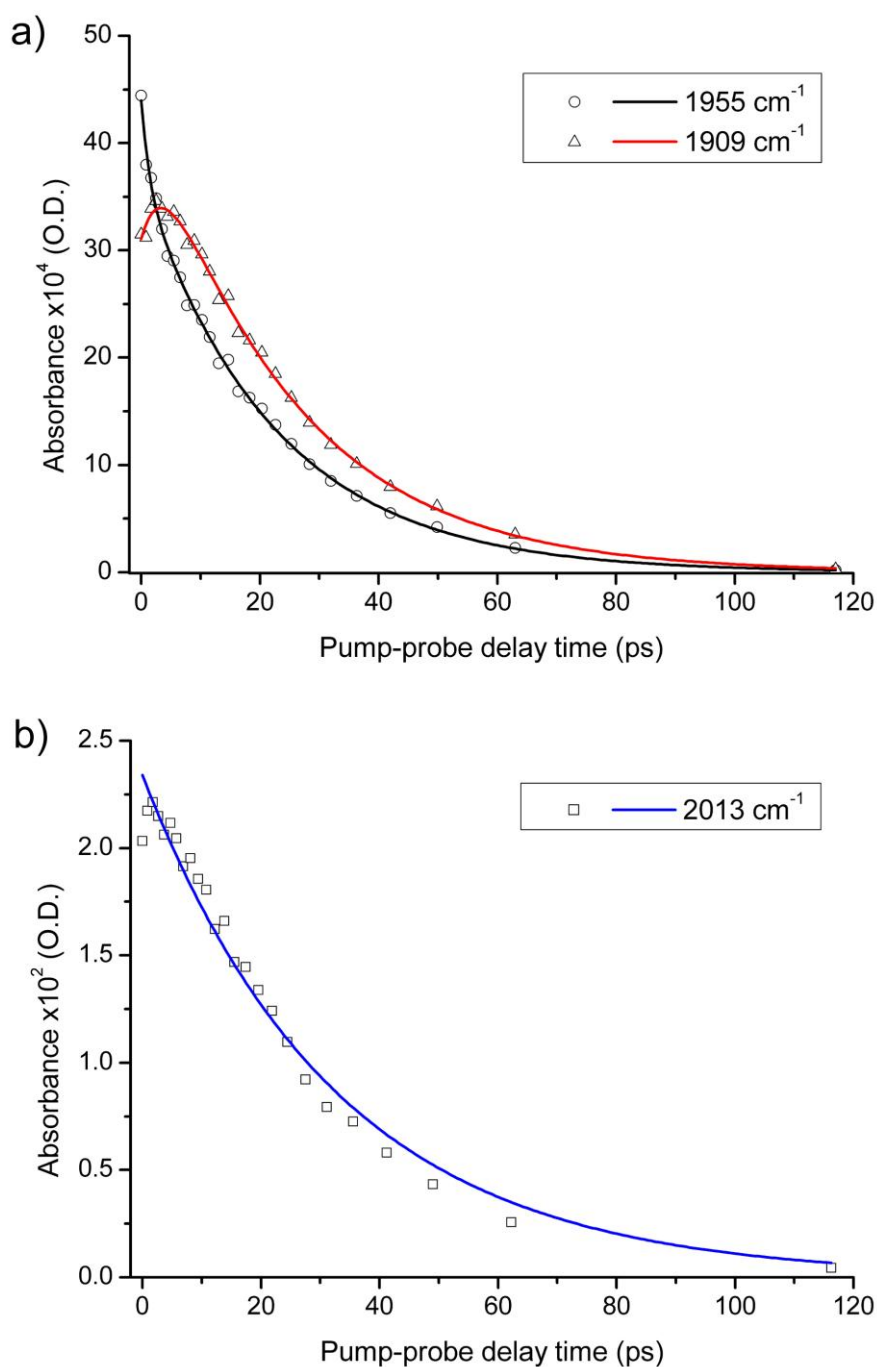 a)
50
40
30
20
10
0
Absorbance x10⁴ (O.D.)
1955 cm⁻¹
1909 cm⁻¹
0 20 40 60 80 100 120
Pump-probe delay time (ps)
b)
2.5
2.0
1.5
1.0
0.5
0.0
Absorbance x10² (O.D.)
2013 cm⁻¹
0 20 40 60 80 100 120
Pump-probe delay time (ps)